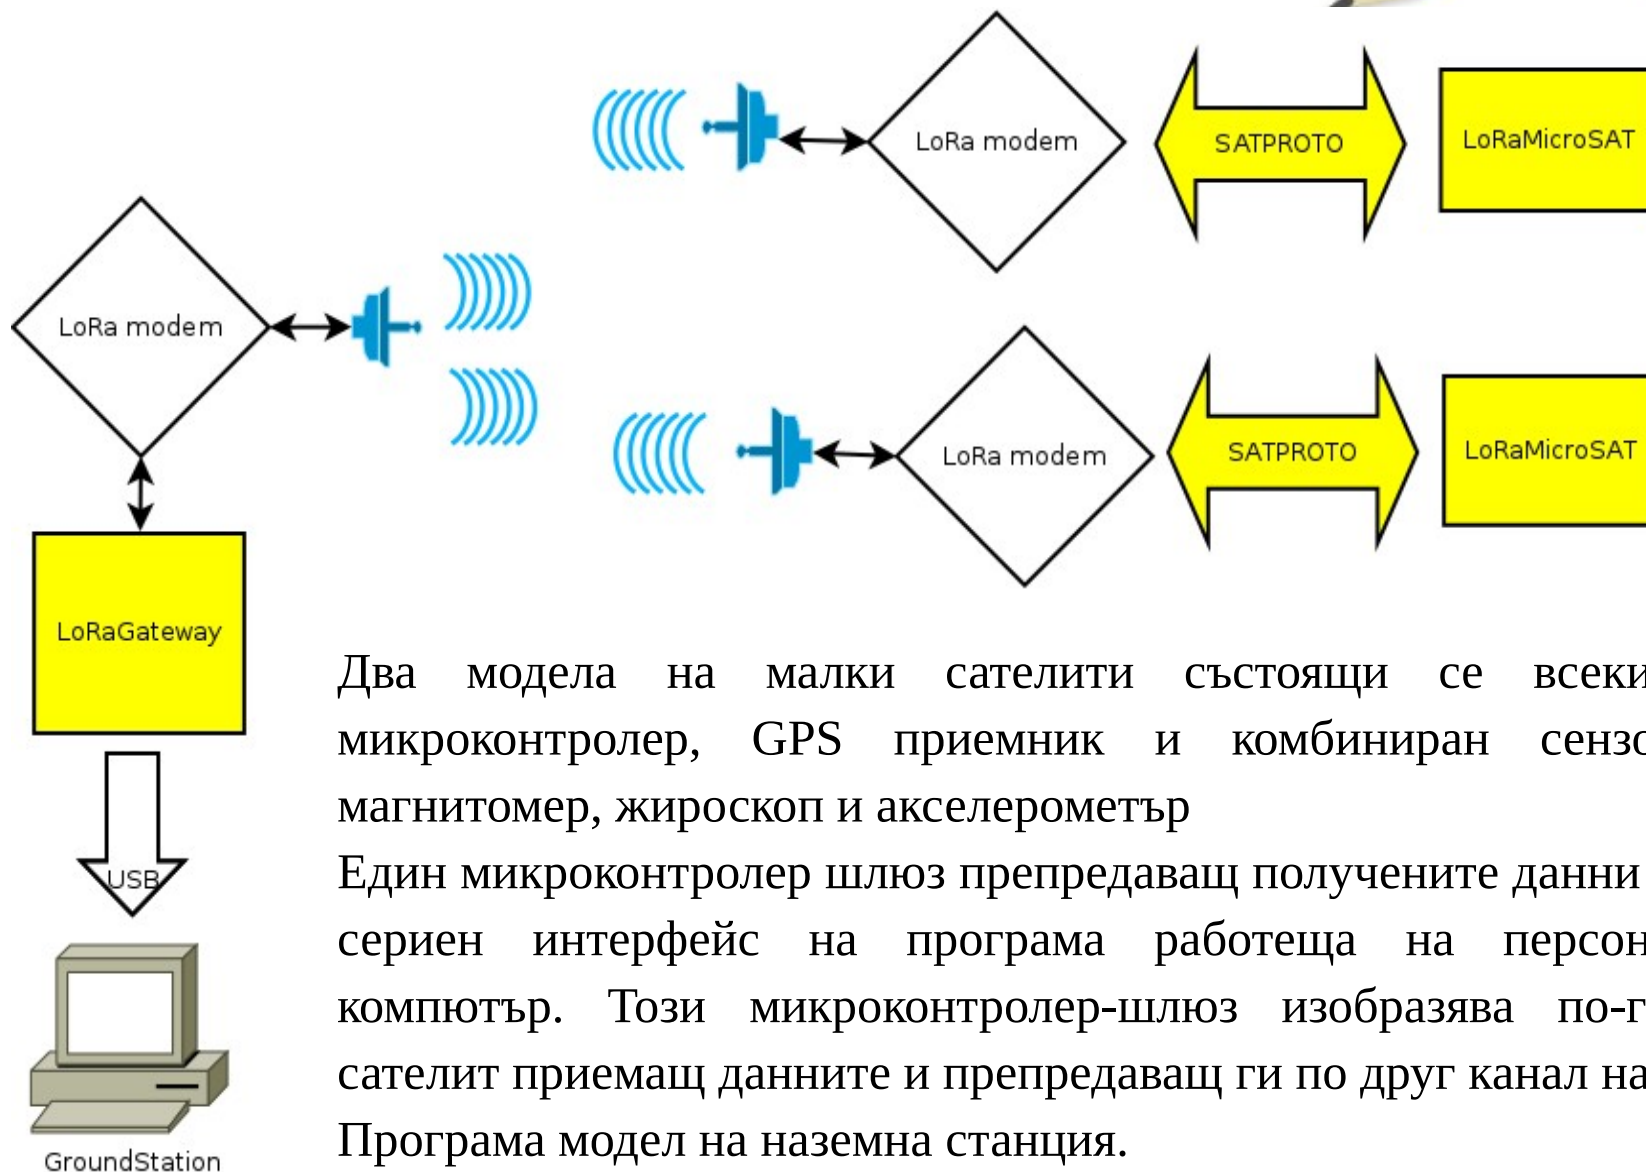 LoRa modem
SATPROTO
LoRaMicroSAT
LoRa modem
LoRa modem
SATPROTO
LoRaMicroSAT
LoRaGateway
USB
GroundStation
Два модела на малки сателити състоящи се всеки
микроконтролер, GPS приемник и комбиниран
магнитомер, жироскоп и акселерометър
Един микроконтролер шлюз препредаващ получените данни
сериен интерфейс на програма работеща на
компютър. Този микроконтролер-шлюз изобразява
сателит приемащ данните и препредаващ ги по друг канал на
Програма модел на наземна станция.